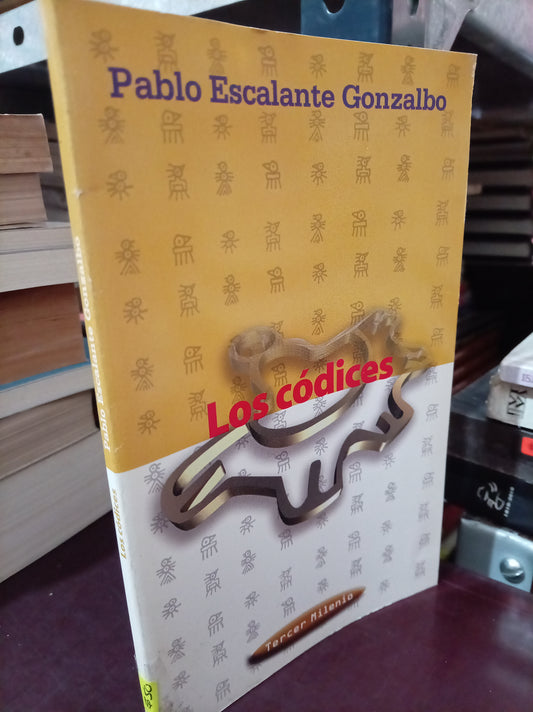 Pablo Escalante Gonzalbo
Los códices
Tercer Milenio
Pablo Escalante Gonzalbo
Los códices